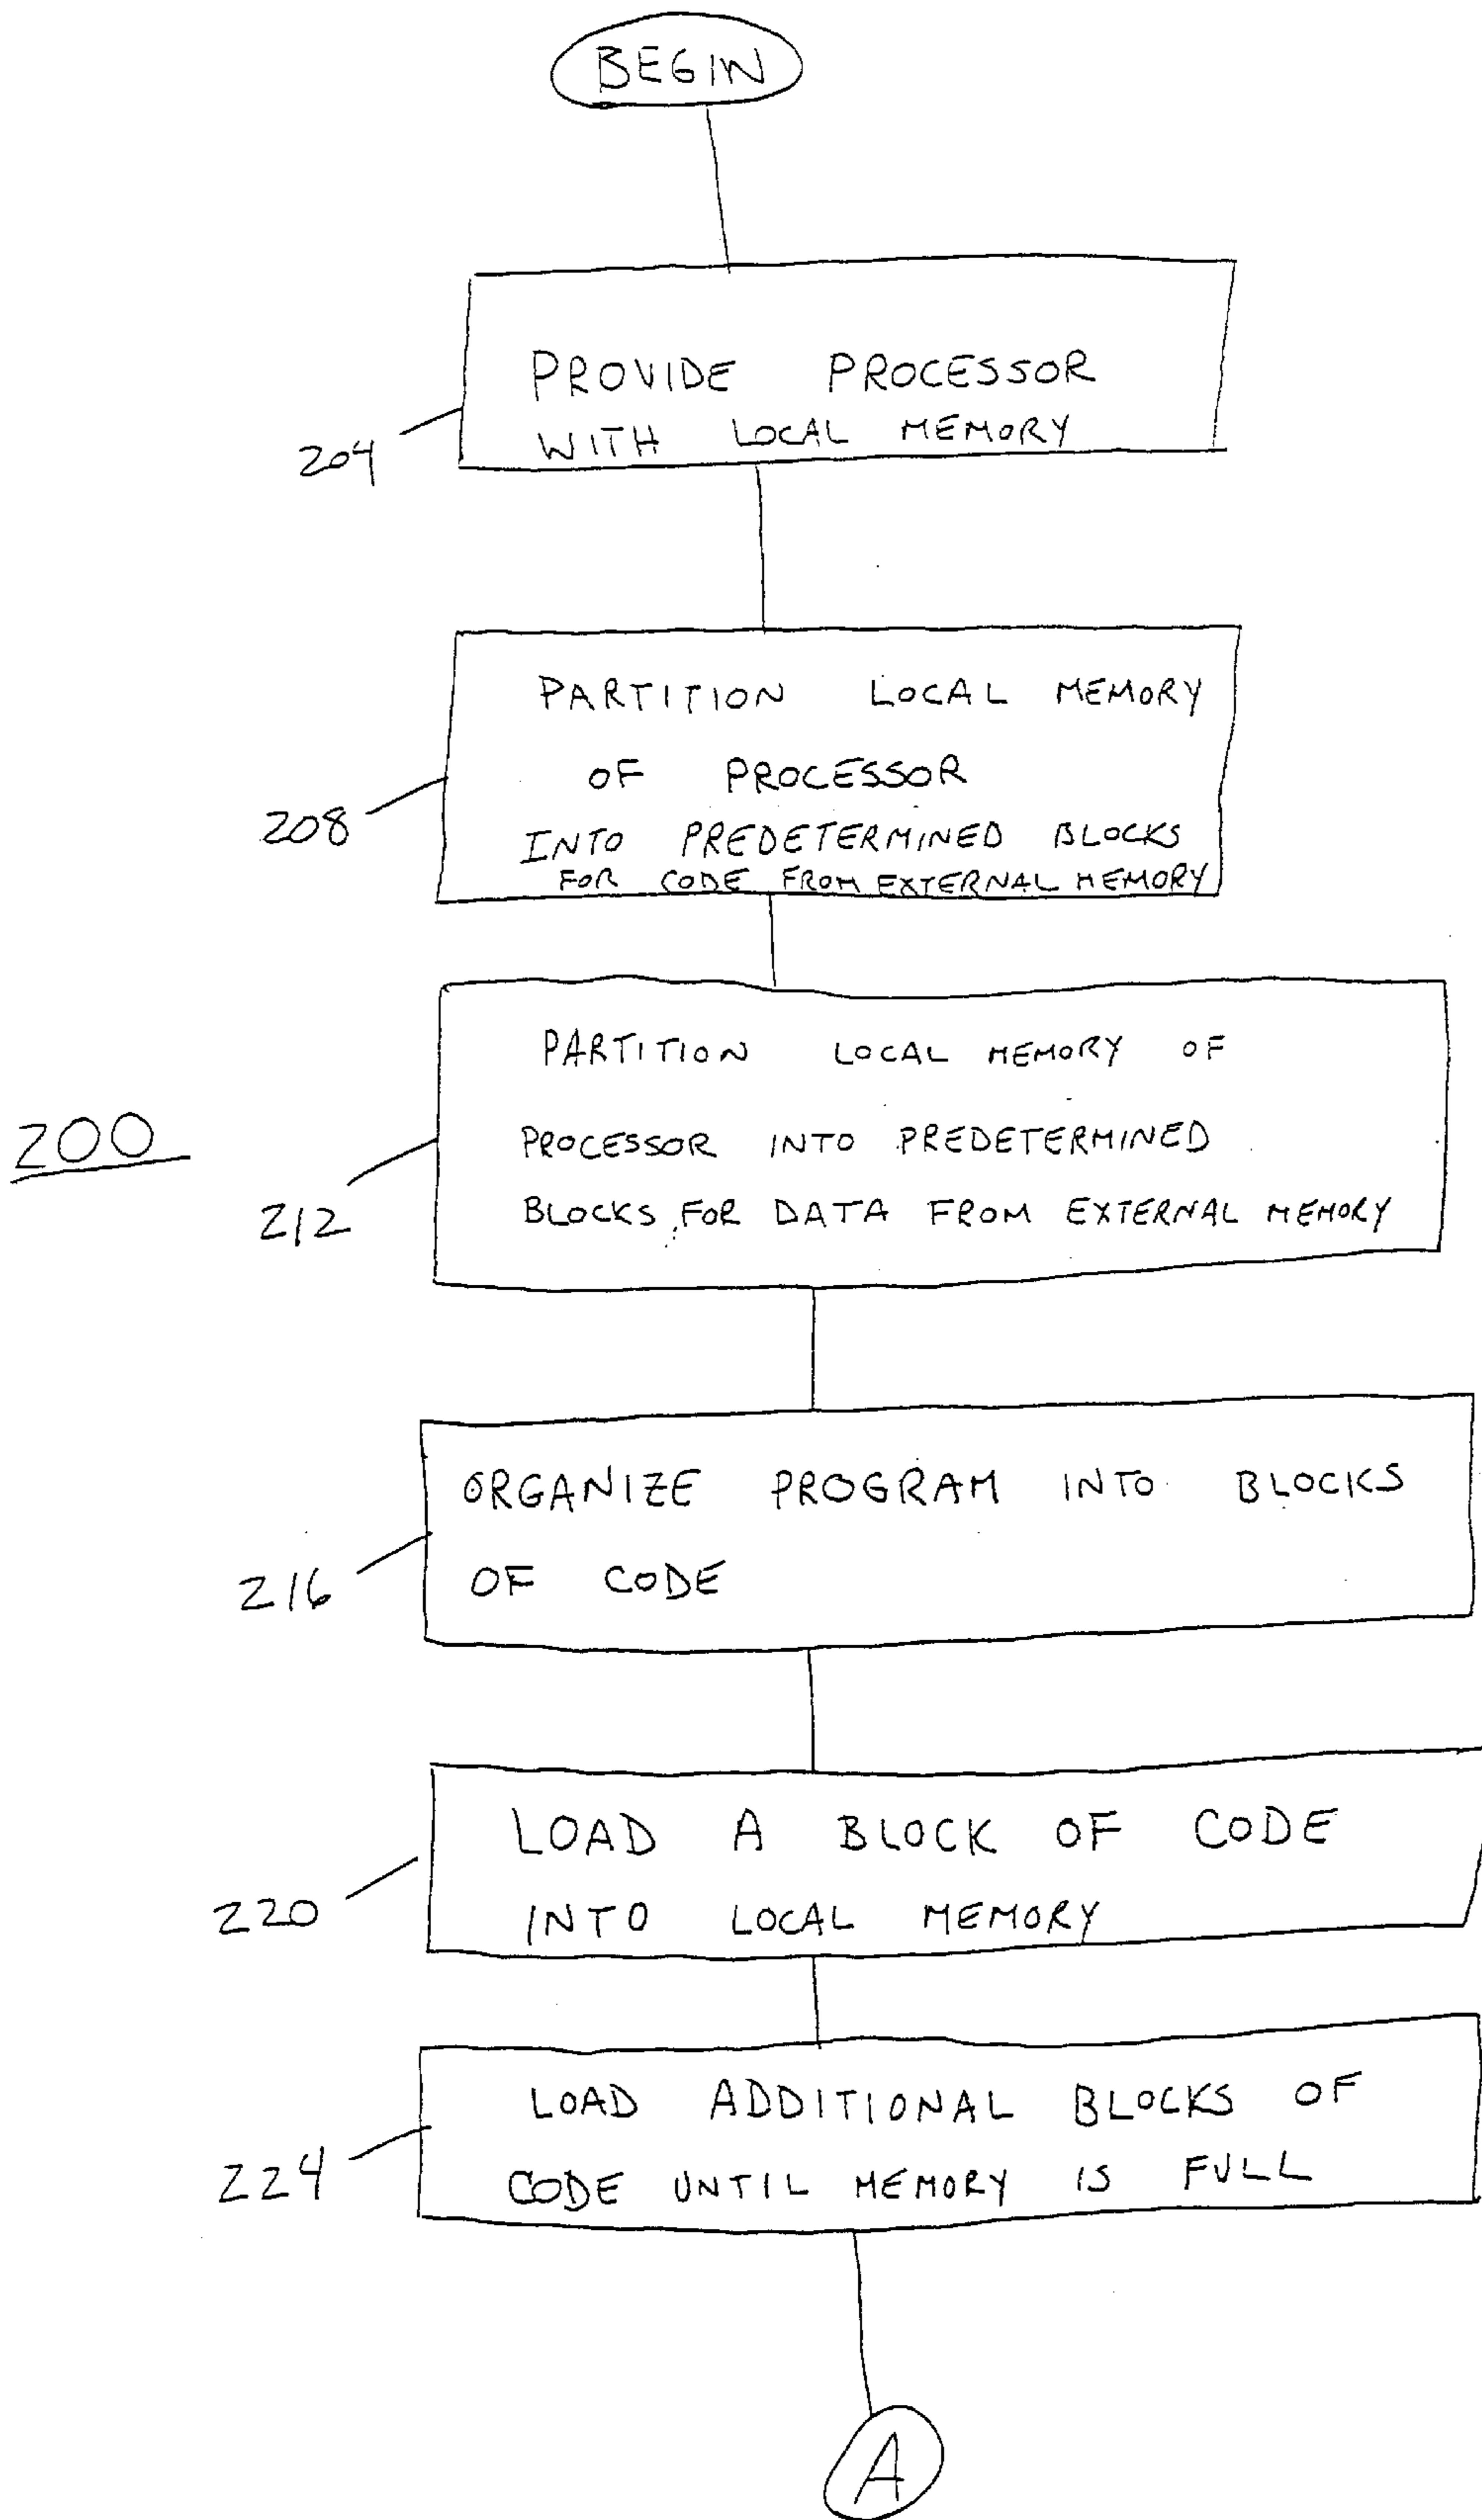 BEGIN
PROVIDE PROCESSOR
WITH LOCAL MEMORY
204
PARTITION LOCAL MEMORY
OF PROCESSOR
INTO PREDETERMINED BLOCKS
FOR CODE FROM EXTERNAL MEMORY
208
PARTITION LOCAL MEMORY OF
PROCESSOR INTO PREDETERMINED
BLOCKS FOR DATA FROM EXTERNAL MEMORY
200
212
ORGANIZE PROGRAM INTO BLOCKS
OF CODE
216
LOAD A BLOCK OF CODE
INTO LOCAL MEMORY
220
LOAD ADDITIONAL BLOCKS OF
CODE UNTIL MEMORY IS FULL
224
A